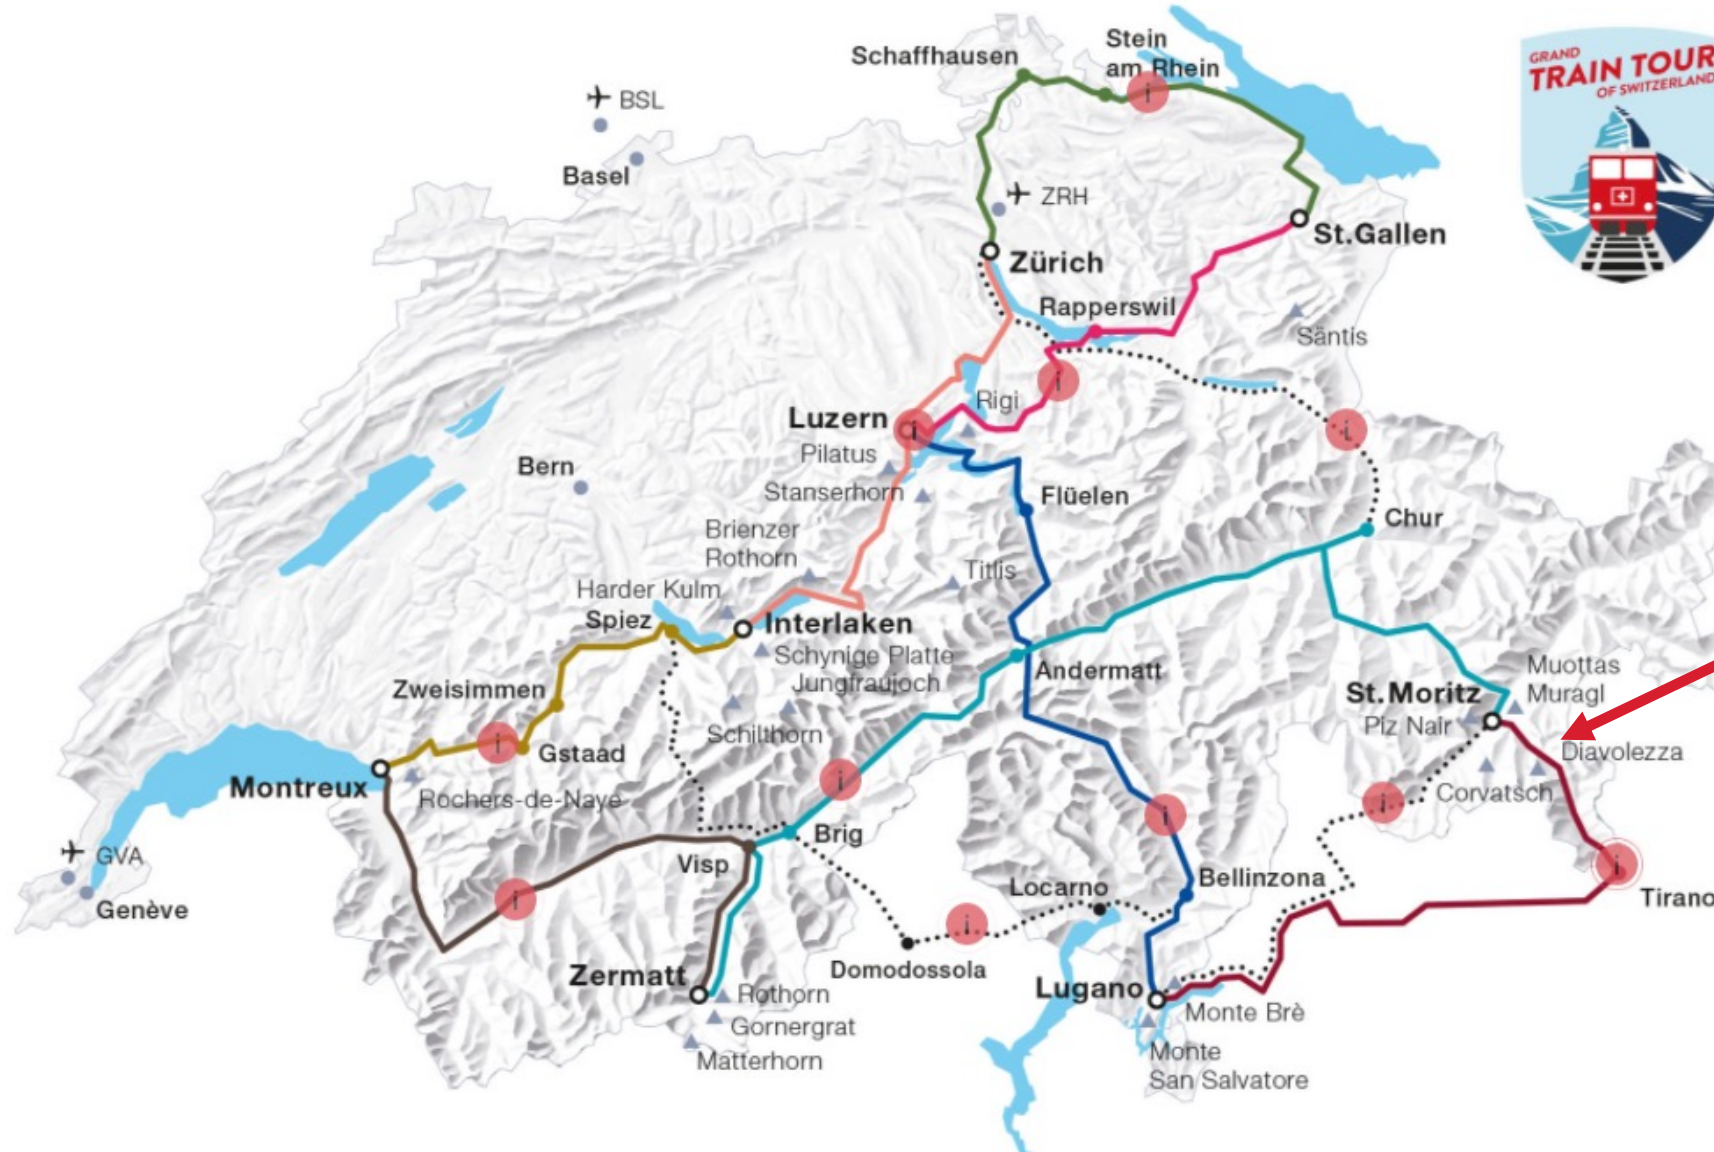 Schaffhausen
Stein
am Rhein
GRAND
TRAIN TOUR
OF SWITZERLAND
BSL
Basel
ZRH
St.Gallen
Zürich
Rapperswil
Säntis
Rigi
Luzern
i
i
i
i
Pilatus
Bern
Stanserhorn
Flüelen
Chur
Brienzer
Rothorn
Titlis
Harder Kulm
Spiez
Interlaken
Schynige Platte
Jungfraujoch
Andermatt
Muottas
Muragl
Zweisimmen
St.Moritz
Piz Nair
Schilthorn
i
Gstaad
Diavolezza
Montreux
Rochers-de-Naye
i
Corvatsch
i
i
Brig
GVA
Visp
i
Bellinzona
Locarno
Tirano
Genève
i
i
Domodossola
Zermatt
Lugano
Rothorn
Monte Brè
Gornergrat
Matterhorn
Monte
San Salvatore